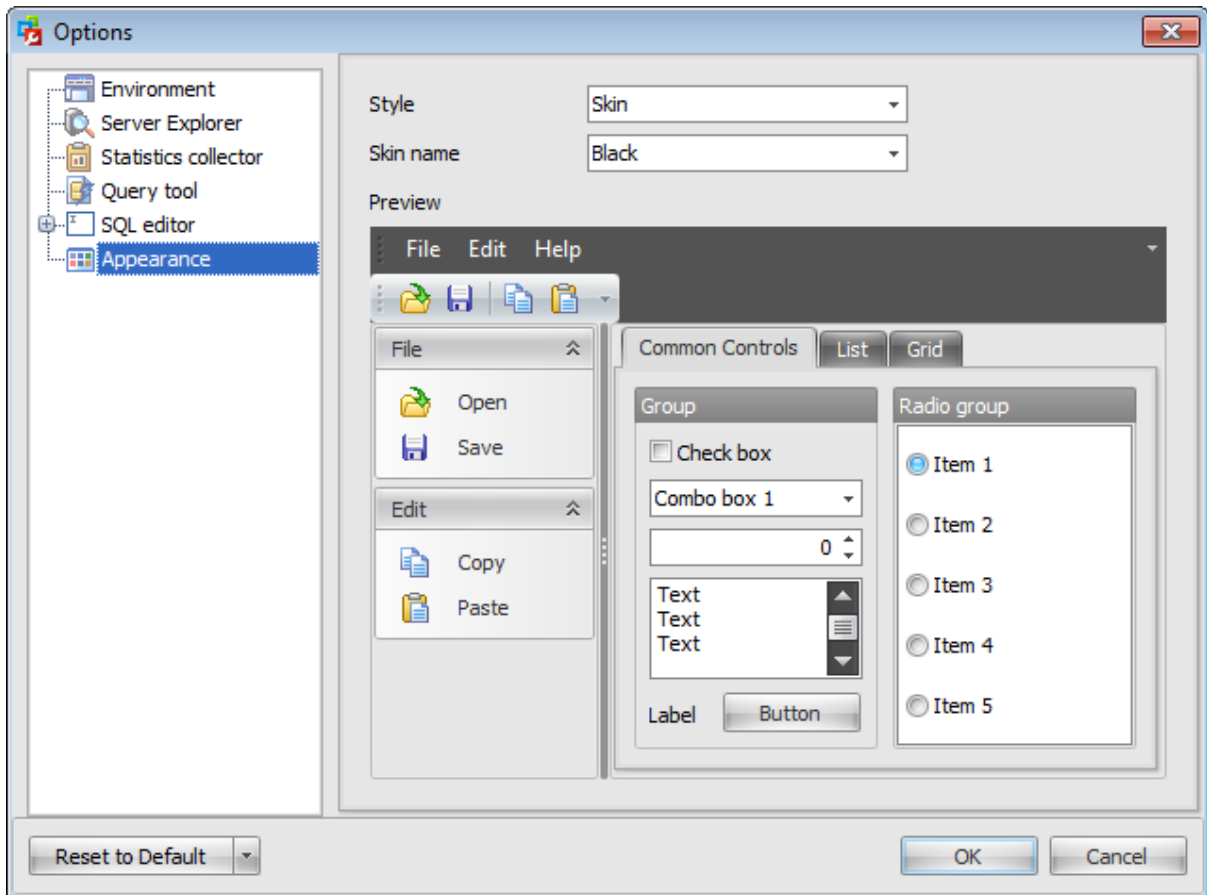 Options
Environment
Server Explorer
Statistics collector
Query tool
SQL editor
Appearance
Style
Skin
Skin name
Black
Preview
File Edit Help
File
Open
Save
Edit
Copy
Paste
Common Controls List Grid
Group
Check box
Combo box 1
0
Text
Text
Text
Label Button
Radio group
Item 1
Item 2
Item 3
Item 4
Item 5
Reset to Default
OK
Cancel